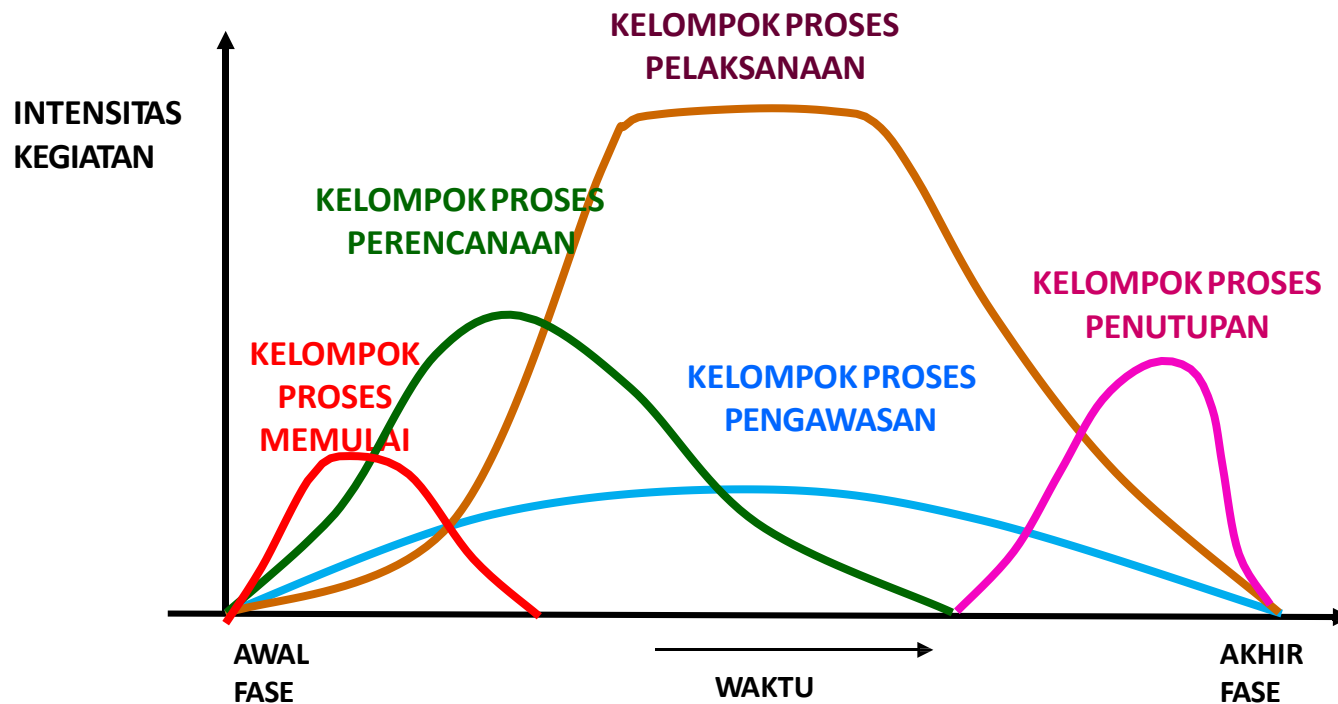 KELOMPOK PROSES
PELAKSANAAN
INTENSITAS
KEGIATAN
KELOMPOK PROSES
PERENCANAAN
KELOMPOK PROSES
PENUTUPAN
KELOMPOK
PROSES
MEMULAI
KELOMPOK PROSES
PENGAWASAN
AWAL
FASE
WAKTU
AKHIR
FASE